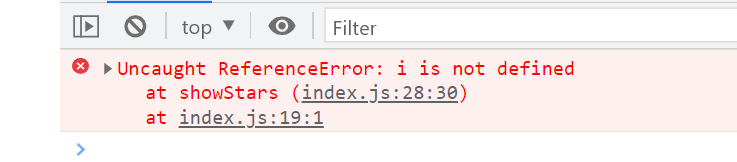 top
Filter
Uncaught ReferenceError: i is not defined
at showStars (index.js:28:30)
at index.js:19:1